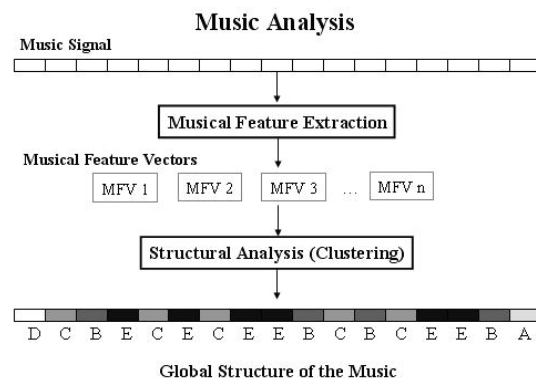 Music Analysis
Music Signal
Musical Feature Extraction
Musical Feature Vectors
MFV 1 MFV 2 MFV 3 ... MFV n
Structural Analysis (Clustering)
D C B E C E C E E B C B C E E B A
Global Structure of the Music